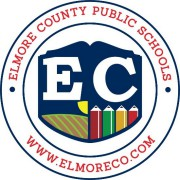 • ELMORE COUNTY PUBLIC SCHOOLS •
EC
WWW.ELMORECO.COM